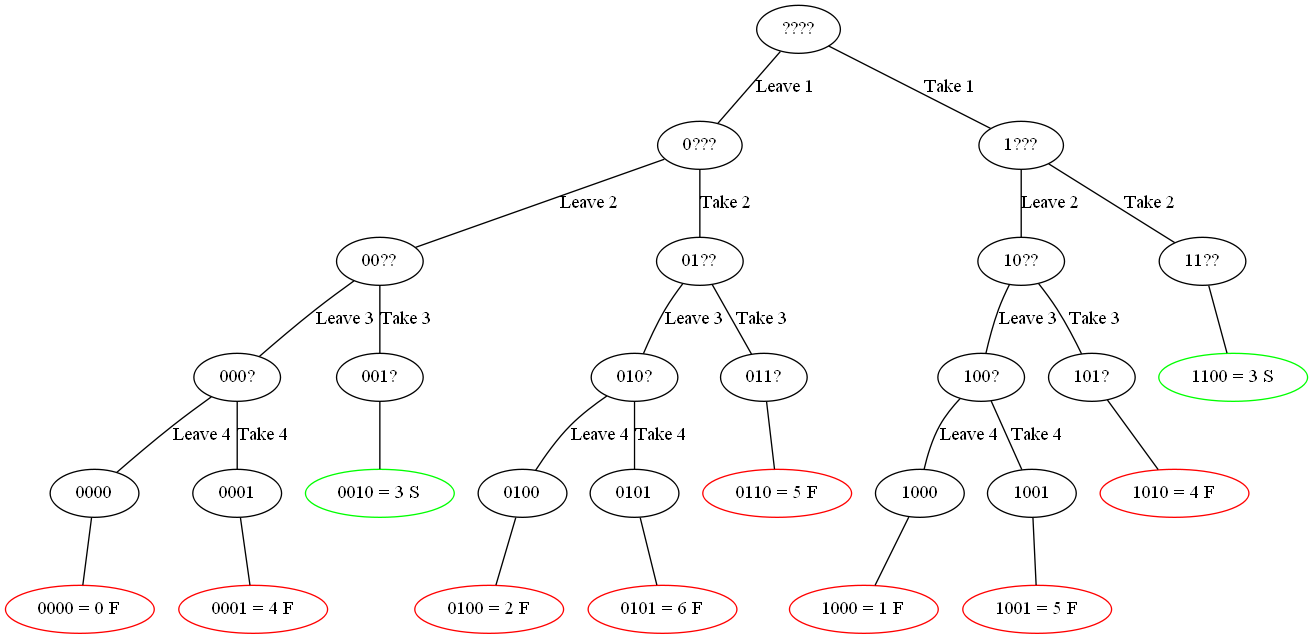 ????
Leave 1
Take 1
0???
1???
Leave 2
Take 2
Leave 2
Take 2
00??
01??
10??
11??
Leave 3
Take 3
Leave 3
Take 3
Leave 3
Take 3
000?
001?
010?
011?
100?
101?
1100 = 3 S
Leave 4
Take 4
Leave 4
Take 4
Leave 4
Take 4
0000
0001
0010 = 3 S
0100
0101
0110 = 5 F
1000
1001
1010 = 4 F
0000 = 0 F
0001 = 4 F
0100 = 2 F
0101 = 6 F
1000 = 1 F
1001 = 5 F